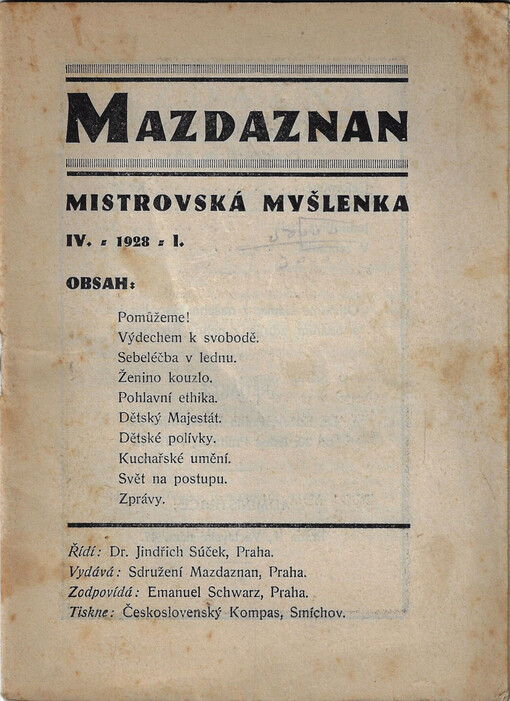 MAZDAZNAN
MISTROVSKÁ MYŠLENKA
IV. - 1928 - I.
OBSAH:
Pomůžeme!
Výdechem k svobodě.
Sebeléčba v lednu.
Ženino kouzlo.
Pohlavní ethika.
Dětský Majestát.
Dětské polívky.
Kuchařské umění.
Svět na postupu.
Zprávy.
Řídí: Dr. Jindřich Súček, Praha.
Vydává: Sdružení Mazdaznan, Praha.
Zodpovídá: Emanuel Schwarz, Praha.
Tiskne: Československý Kompas, Smíchov.